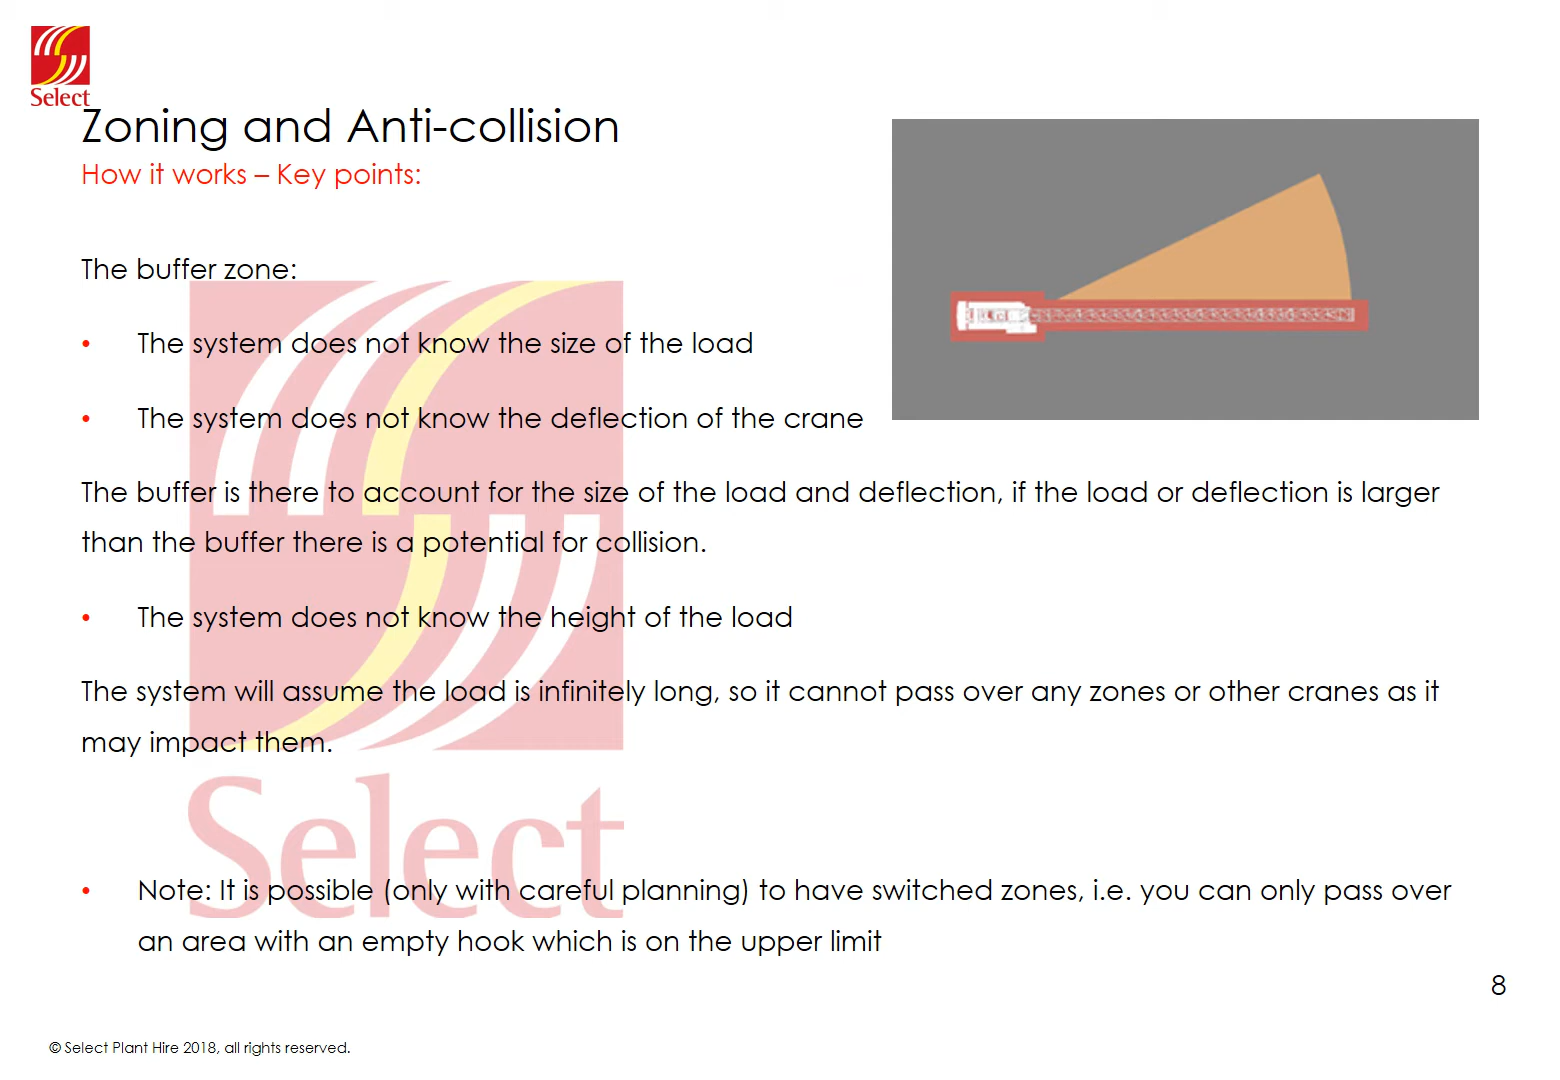 Select
Zoning and Anti-collision
How it works – Key points:
The buffer zone:
• The system does not know the size of the load
• The system does not know the deflection of the crane
The buffer is there to account for the size of the load and deflection, if the load or deflection is larger
than the buffer there is a potential for collision.
• The system does not know the height of the load
The system will assume the load is infinitely long, so it cannot pass over any zones or other cranes as it
may impact them.
Select
• Note: It is possible (only with careful planning) to have switched zones, i.e. you can only pass over
an area with an empty hook which is on the upper limit
8
© Select Plant Hire 2018, all rights reserved.